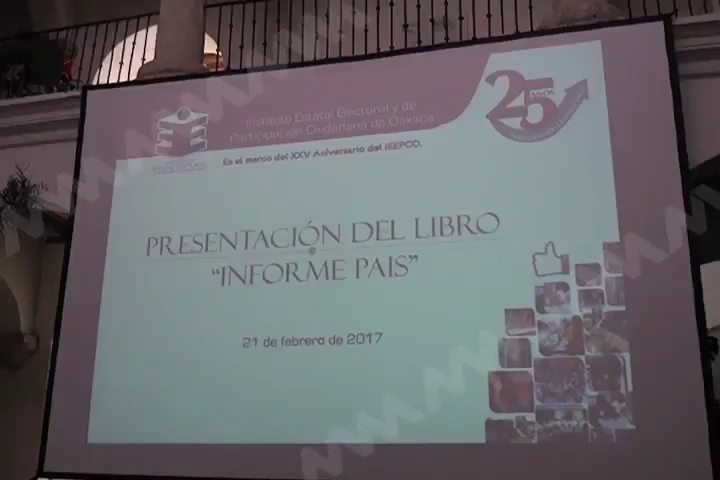 Instituto Estatal Electoral y de
Participación Ciudadana de Oaxaca
25
AÑOS
En el marco del XXV Aniversario del IEEPCO.
PRESENTACIÓN DEL LIBRO
“INFORME PAIS”
21 de febrero de 2017